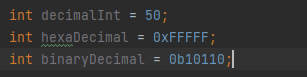 int decimalInt = 50;
int hexaDecimal = 0xFFFFF;
int binaryDecimal = 0b10110;